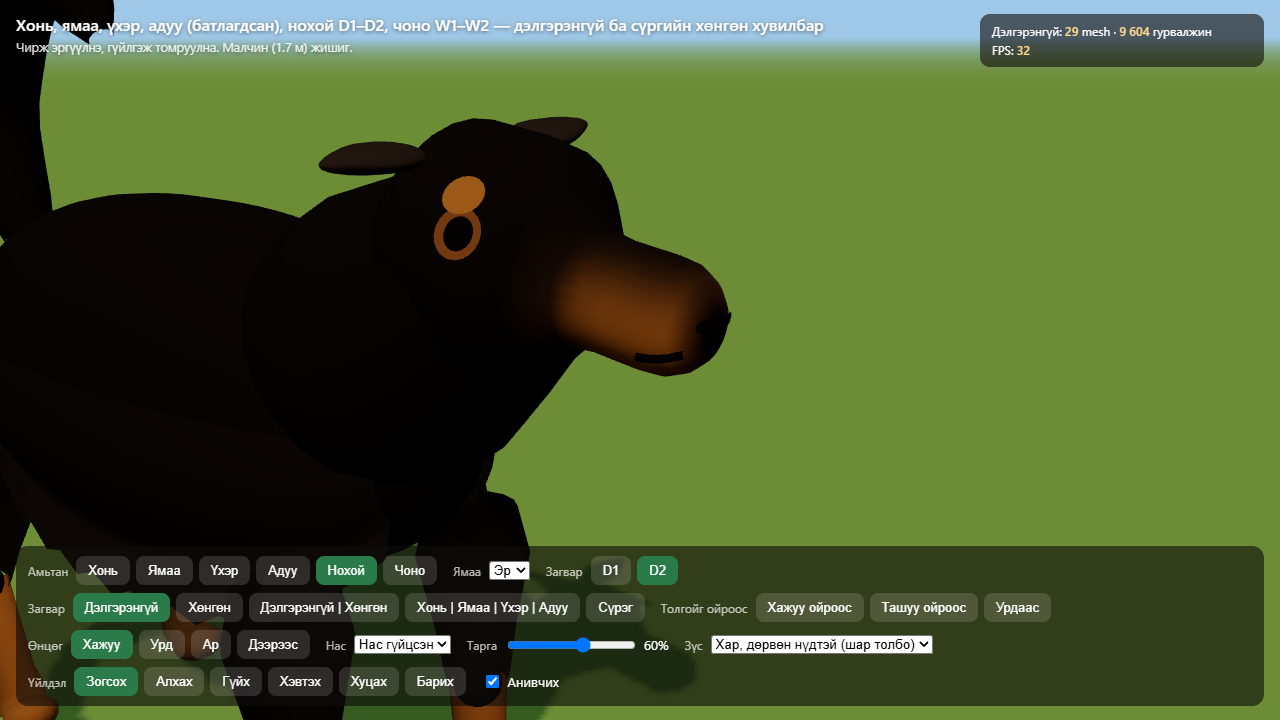 Хонь, ямаа, үхэр, адуу (батлагдсан), нохой D1–D2, чоно W1–W2 — дэлгэрэнгүй ба сүргийн хөнгөн хувилбар
Чирж эргүүлнэ, гүйлгэж томруулна. Малчин (1.7 м) жишиг.
Дэлгэрэнгүй: 29 mesh · 9 604 гурвалжин
FPS: 32
Амьтан Хонь Ямаа Үхэр Адуу Нохой Чоно Ямаа Эр Загвар D1 D2
Загвар Дэлгэрэнгүй Хөнгөн Дэлгэрэнгүй | Хөнгөн Хонь | Ямаа | Үхэр | Адуу Сүрэг Толгойг ойроос Хажуу ойроос Ташуу ойроос Урдаас
Өнцөг Хажуу Урд Ар Дээрээс Нас Нас гүйцсэн Тарга 60% Зүс Хар, дөрвөн нүдтэй (шар толбо)
Үйлдэл Зогсох Алхах Гүйх Хэвтэх Хуцах Барих Анивчих